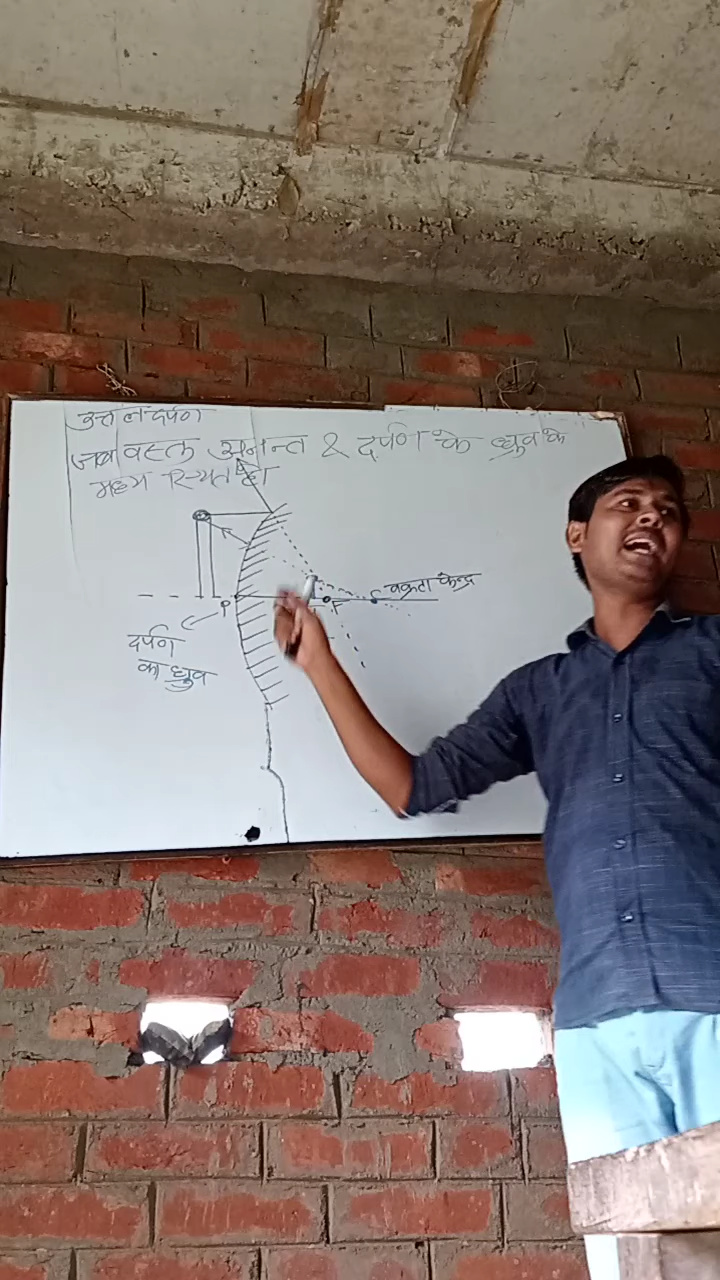 उत्तल दर्पण
जब वस्तु अनन्त & दर्पण के ध्रुव के
मध्य स्थित हो
वक्रता केन्द्र
P
F
C
दर्पण
का ध्रुव